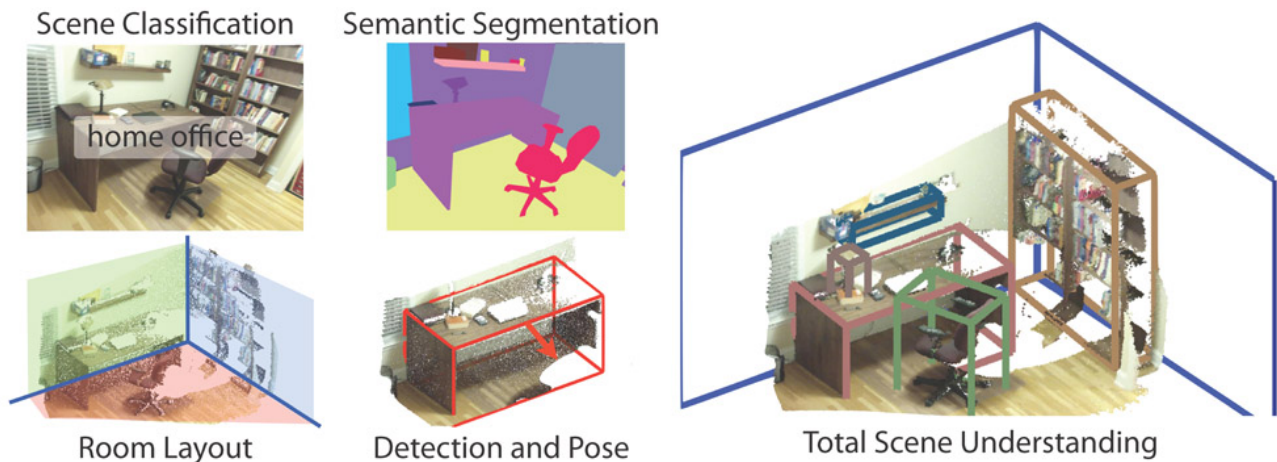 Scene Classification
Semantic Segmentation
home office
Room Layout
Detection and Pose
Total Scene Understanding